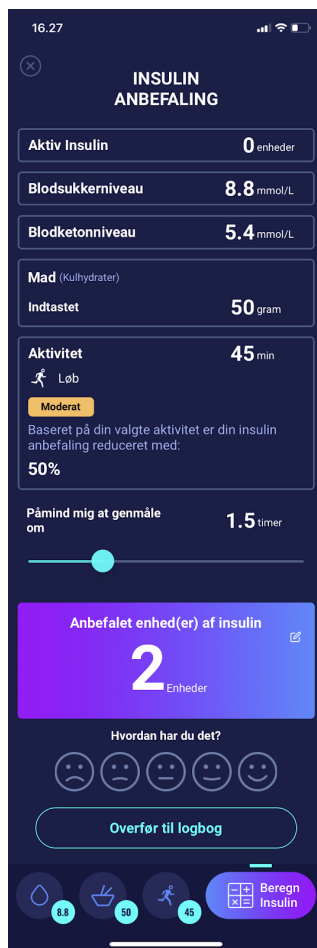 16.27
INSULIN
ANBEFALING
Aktiv Insulin 0 enheder
Blodsukkerniveau 8.8 mmol/L
Blodketonniveau 5.4 mmol/L
Mad (Kulhydrater)
Indtastet 50 gram
Aktivitet 45 min
Løb
Moderat
Baseret på din valgte aktivitet er din insulin
anbefaling reduceret med:
50%
Påmind mig at genmåle
om 1.5 timer
Anbefalet enhed(er) af insulin
2 Enheder
Hvordan har du det?
Overfør til logbog
8.8 50 45 Beregn
Insulin